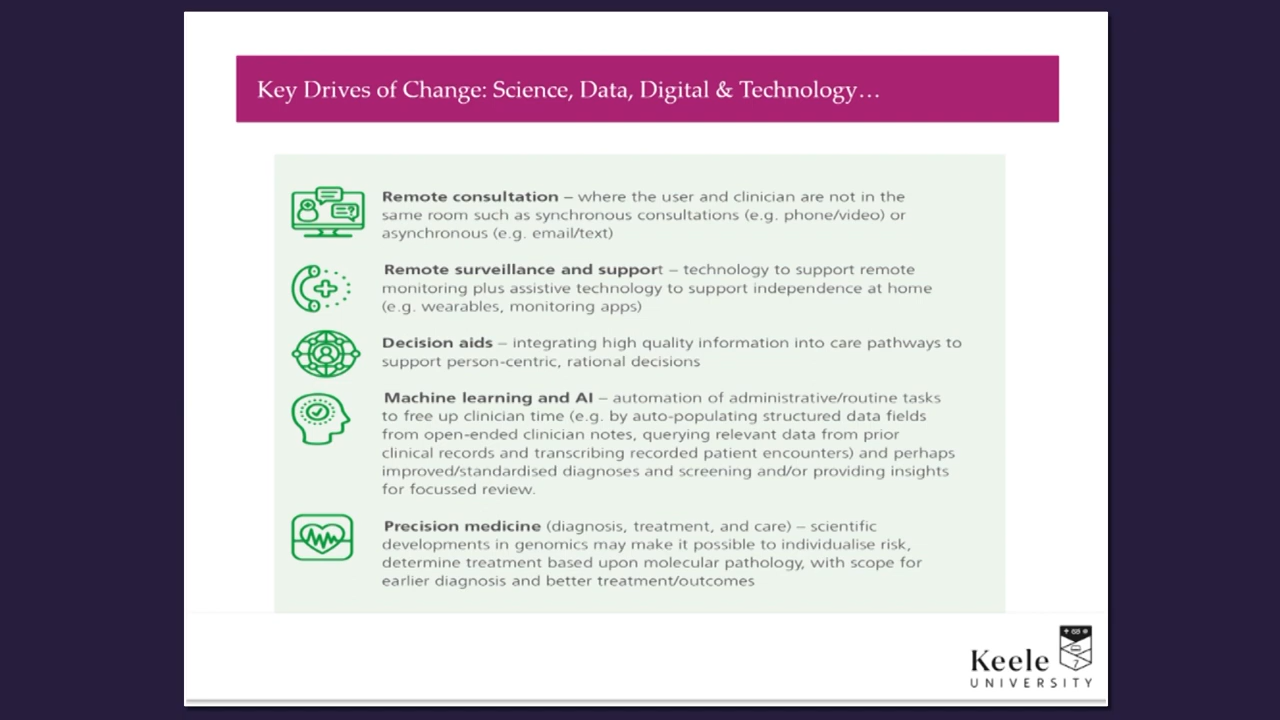 Key Drives of Change: Science, Data, Digital & Technology…
Remote consultation – where the user and clinician are not in the
same room such as synchronous consultations (e.g. phone/video) or
asynchronous (e.g. email/text)
Remote surveillance and support – technology to support remote
monitoring plus assistive technology to support independence at home
(e.g. wearables, monitoring apps)
Decision aids – integrating high quality information into care pathways to
support person-centric, rational decisions
Machine learning and AI – automation of administrative/routine tasks
to free up clinician time (e.g. by auto-populating structured data fields
from open-ended clinician notes, querying relevant data from prior
clinical records and transcribing recorded patient encounters) and perhaps
improved/standardised diagnoses and screening and/or providing insights
for focussed review.
Precision medicine (diagnosis, treatment, and care) – scientific
developments in genomics may make it possible to individualise risk,
determine treatment based upon molecular pathology, with scope for
earlier diagnosis and better treatment/outcomes
Keele
UNIVERSITY